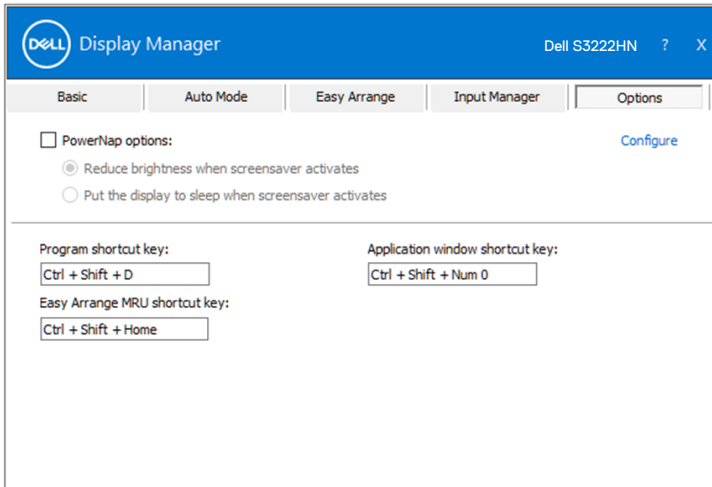 DELL Display Manager Dell S3222HN ? X
Basic Auto Mode Easy Arrange Input Manager Options
PowerNap options: Configure
Reduce brightness when screensaver activates
Put the display to sleep when screensaver activates
Program shortcut key: Application window shortcut key:
Ctrl + Shift + D Ctrl + Shift + Num 0
Easy Arrange MRU shortcut key:
Ctrl + Shift + Home